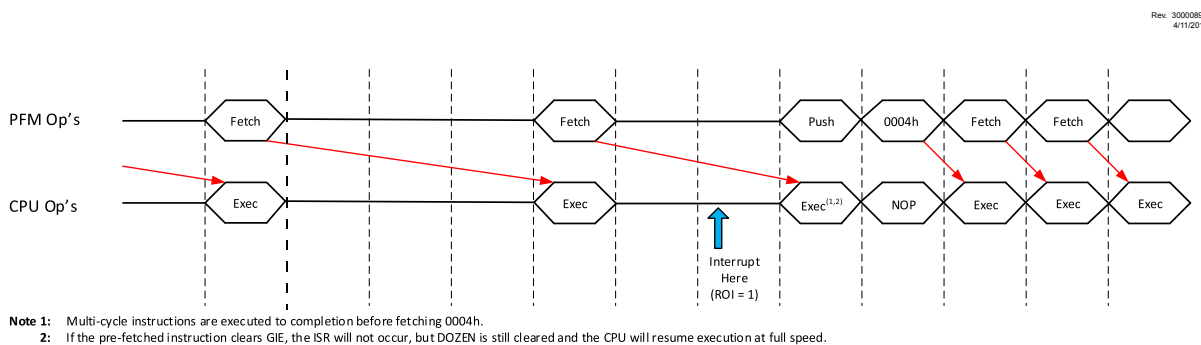 Rev. 3000089
4/11/201
PFM Op's
Fetch
Fetch
Push
0004h
Fetch
Fetch
CPU Op's
Exec
Exec
Exec(1,2)
NOP
Exec
Exec
Exec
Interrupt
Here
(ROI = 1)
Note 1: Multi-cycle instructions are executed to completion before fetching 0004h.
2: If the pre-fetched instruction clears GIE, the ISR will not occur, but DOZEN is still cleared and the CPU will resume execution at full speed.